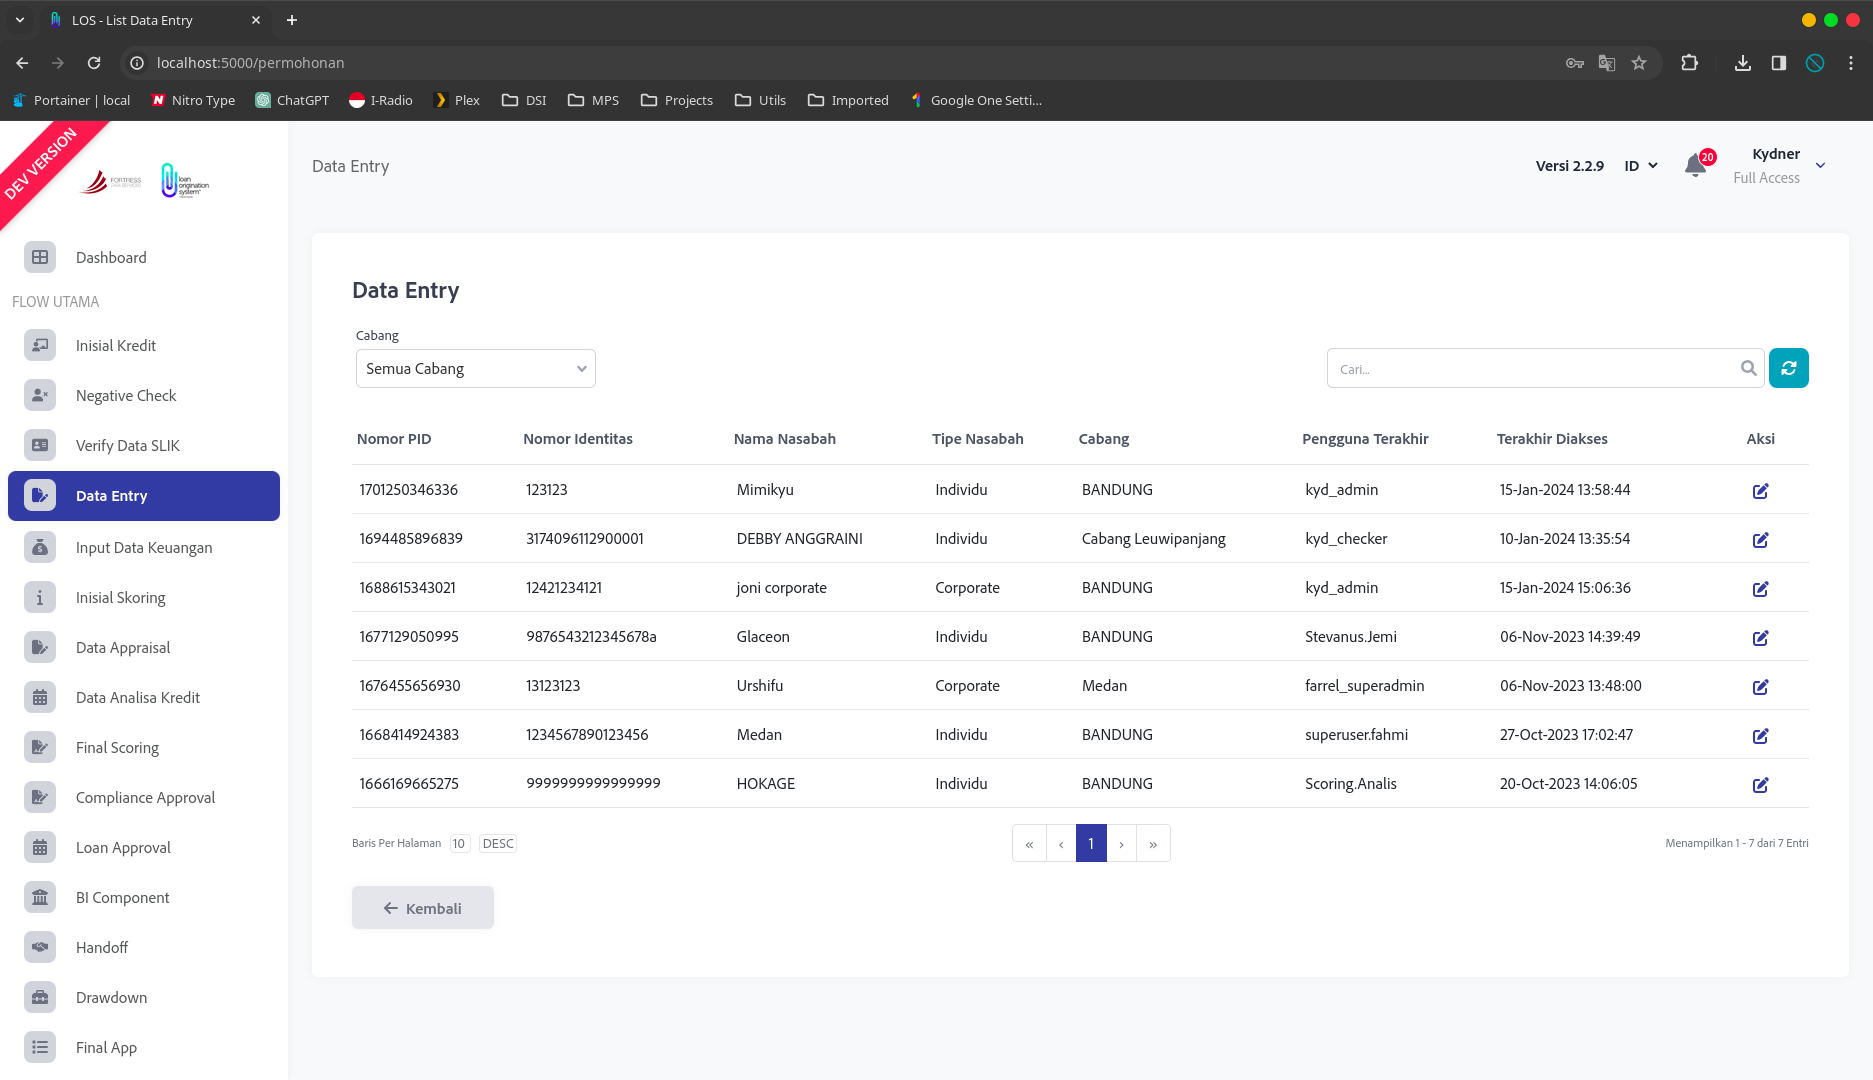 LOS - List Data Entry
localhost:5000/permohonan
Portainer | local
Nitro Type
ChatGPT
I-Radio
Plex
DSI
MPS
Projects
Utils
Imported
Google One Setti...
DEV VERSION
FORTRESS
loan
origination
system
Data Entry
Versi 2.2.9
ID
20
Kydner
Full Access
Dashboard
FLOW UTAMA
Inisial Kredit
Negative Check
Verify Data SLIK
Data Entry
Input Data Keuangan
Inisial Skoring
Data Appraisal
Data Analisa Kredit
Final Scoring
Compliance Approval
Loan Approval
BI Component
Handoff
Drawdown
Final App
Data Entry
Cabang
Semua Cabang
Cari...
Nomor PID Nomor Identitas Nama Nasabah Tipe Nasabah Cabang Pengguna Terakhir Terakhir Diakses Aksi
1701250346336 123123 Mimikyu Individu BANDUNG kyd_admin 15-Jan-2024 13:58:44
1694485896839 3174096112900001 DEBBY ANGGRAINI Individu Cabang Leuwipanjang kyd_checker 10-Jan-2024 13:35:54
1688615343021 12421234121 joni corporate Corporate BANDUNG kyd_admin 15-Jan-2024 15:06:36
1677129050995 9876543212345678a Glaceon Individu BANDUNG Stevanus.Jemi 06-Nov-2023 14:39:49
1676455656930 13123123 Urshifu Corporate Medan farrel_superadmin 06-Nov-2023 13:48:00
1668414924383 1234567890123456 Medan Individu BANDUNG superuser.fahmi 27-Oct-2023 17:02:47
1666169665275 9999999999999999 HOKAGE Individu BANDUNG Scoring.Analis 20-Oct-2023 14:06:05
Baris Per Halaman 10 DESC
« ‹ 1 › »
Menampilkan 1 - 7 dari 7 Entri
Kembali